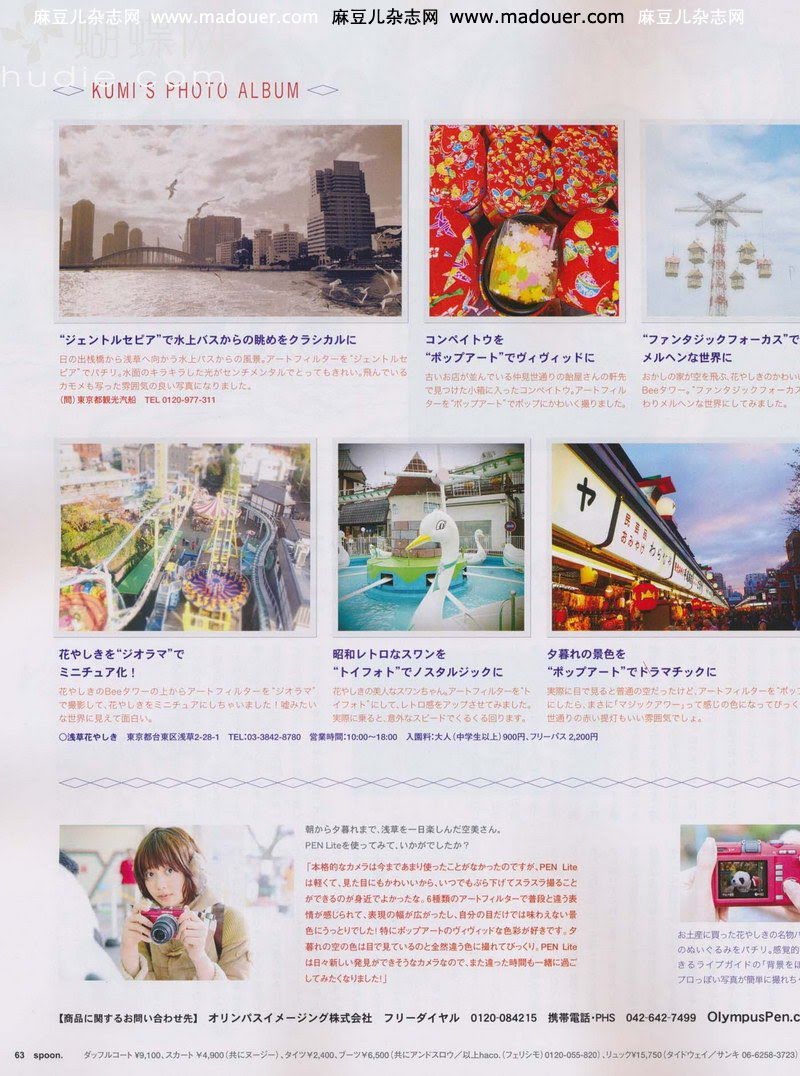 www.madouer.com 麻豆儿杂志网 www.madouer.com 麻豆儿杂志网
蝴蝶网
hudie.com
KUMI'S PHOTO ALBUM
“ジェントルセピア”で水上バスからの眺めをクラシカルに
日の出桟橋から浅草へ向かう水上バスからの風景。アートフィルターを“ジェントルセ
ピア”でパチリ。水面のキラキラした光がセンチメンタルでとってもきれい。飛んでいる
カモメも写った雰囲気の良い写真になりました。
(問)東京都観光汽船 TEL 0120-977-311
コンペイトウを
“ポップアート”でヴィヴィッドに
古いお店が並んでいる仲見世通りの飴屋さんの軒先
で見つけた小箱に入ったコンペイトウ。アートフィル
ターを“ポップアート”でポップにかわいく撮りました。
“ファンタジックフォーカス”で
メルヘンな世界に
おかしの家が空を飛ぶ、花やしきのかわい
Beeタワー。“ファンタジックフォーカス
わりメルヘンな世界にしてみました。
ヤ
民芸品
おみやげ
わらじや
花やしきを“ジオラマ”で
ミニチュア化！
花やしきのBeeタワーの上からアートフィルターを“ジオラマ”
で撮影して、花やしきをミニチュアにしちゃいました！嘘みたい
な世界に見えて面白い。
昭和レトロなスワンを
“トイフォト”でノスタルジックに
花やしきの美人なスワンちゃん。アートフィルターを“ト
イフォト”にして、レトロ感をアップさせてみました。
実際に乗ると、意外なスピードでくるくる回ります。
夕暮れの景色を
“ポップアート”でドラマチックに
実際に目で見ると普通の空だったけど、アートフィルターを“ポッ
にしたら、まさに「マジックアワー」って感じの色になってびっく
世通りの赤い提灯もいい雰囲気でしょ。
○浅草花やしき 東京都台東区浅草2-28-1 TEL:03-3842-8780 営業時間:10:00〜18:00 入園料:大人(中学生以上)900円、フリーパス 2,200円
朝から夕暮れまで、浅草を一日楽しんだ空美さん。
PEN Liteを使ってみて、いかがでしたか？
「本格的なカメラは今まであまり使ったことがなかったのですが、PEN Lite
は軽くて、見た目にもかわいいから、いつでもぶら下げてスラスラ撮ること
ができるのが身近でよかったな。6種類のアートフィルターで普段と違う表
情が感じられて、表現の幅が広がったし、自分の目だけでは味わえない景
色にうっとりでした！特にポップアートのヴィヴィッドな色彩が好きです。夕
暮れの空の色は目で見ているのと全然違う色に撮れてびっくり。PEN Lite
は日々新しい発見ができそうなカメラなので、また違った時間も一緒に過ご
してみたくなりました！」
お土産に買った花やしきの名物パ
のぬいぐるみをパチリ。感覚的
きるライブガイドの「背景をほ
プロっぽい写真が簡単に撮れち
【商品に関するお問い合わせ先】 オリンパスイメージング株式会社 フリーダイヤル 0120-084215 携帯電話・PHS 042-642-7499 OlympusPen.c
63 spoon. ダッフルコート ¥9,100、スカート ¥4,900(共にヌージー)、タイツ¥2,400、ブーツ¥6,500(共にアンドスロウ／以上haco.(フェリシモ) 0120-055-820)、リュック¥15,750(タイドウェイ／サンキ 06-6258-3723)